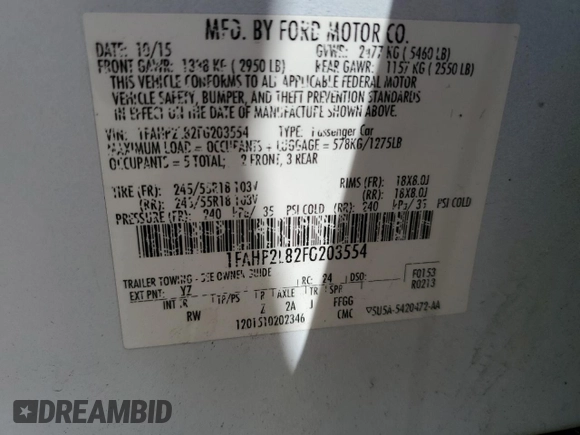 MFD. BY FORD MOTOR CO.
DATE: 10/15 GVWR: 2477 KG (5460 LB)
FRONT GAWR: 1338 KG (2950 LB) REAR GAWR: 1157 KG (2550 LB)
THIS VEHICLE CONFORMS TO ALL APPLICABLE FEDERAL MOTOR
VEHICLE SAFETY, BUMPER, AND THEFT PREVENTION STANDARDS
IN EFFECT ON THE DATE OF MANUFACTURE SHOWN ABOVE.
VIN: 1FAHP2L82FG203554 TYPE: Passenger Car
MAXIMUM LOAD = OCCUPANTS + LUGGAGE = 578KG/1275LB
OCCUPANTS = 5 TOTAL; 2 FRONT, 3 REAR
TIRE (FR): 245/55R18 103V RIMS (FR): 18X8.0J
(RR): 245/55R18 103V (RR): 18X8.0J
PRESSURE (FR): 240 kPa/ 35 PSI COLD (RR): 240 kPa/ 35 PSI COLD
1FAHP2L82FG203554
TRAILER TOWING - SEE OWNER GUIDE
EXT PNT: YZ RC: 24 DSO: F0153
INT TR TP/PS R AXLE TR SPR R0213
RW Z 2A J FFGG
1201510202346 CMC ▽5U5A-5420472-AA
DREAMBID